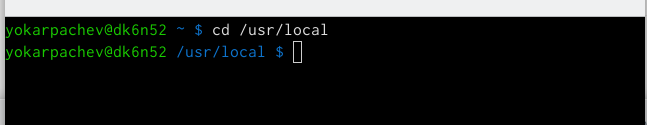 yokarpachev@dk6n52 ~ $ cd /usr/local
yokarpachev@dk6n52 /usr/local $